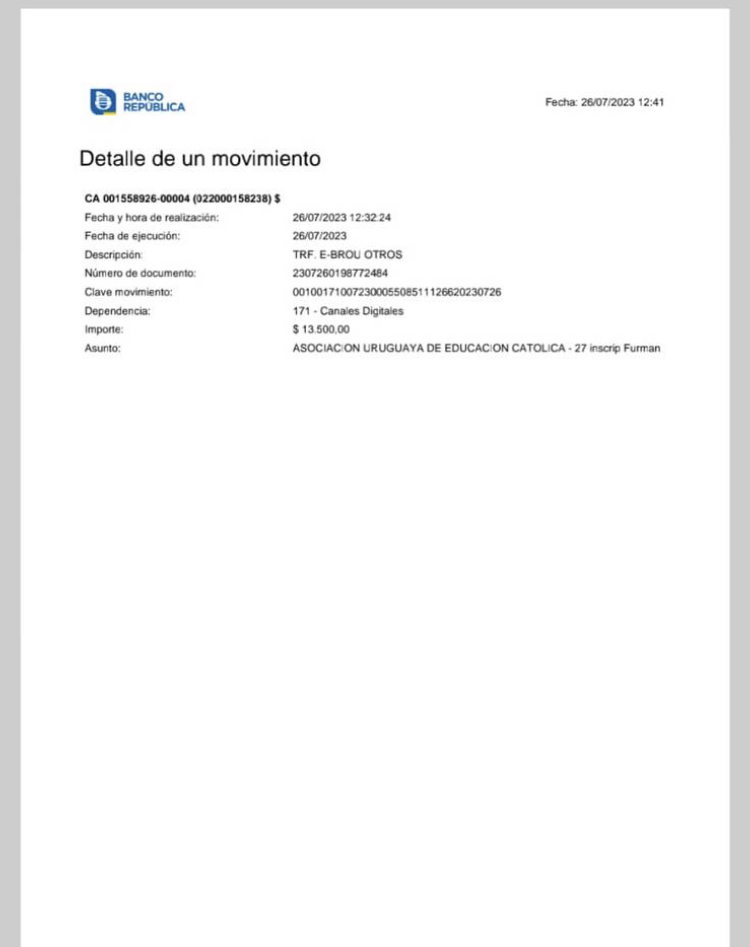 BANCO
REPÚBLICA
Fecha: 26/07/2023 12:41
Detalle de un movimiento
CA 001558926-00004 (022000158238) $
Fecha y hora de realización: 26/07/2023 12:32:24
Fecha de ejecución: 26/07/2023
Descripción: TRF. E-BROU OTROS
Número de documento: 2307260198772484
Clave movimiento: 00100171007230005508511126620230726
Dependencia: 171 - Canales Digitales
Importe: $ 13.500,00
Asunto: ASOCIACION URUGUAYA DE EDUCACION CATOLICA - 27 inscrip Furman